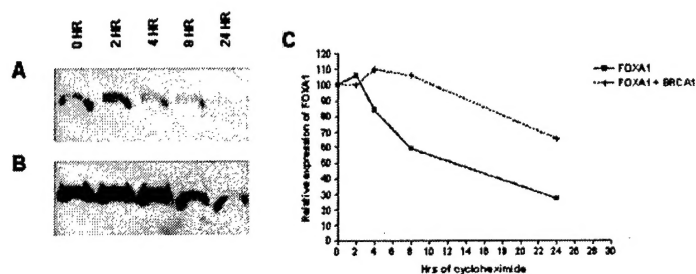 0 HR
2 HR
4 HR
8 HR
24 HR
A
B
C
Relative expression of FOXA1
120
110
100
90
80
70
60
50
40
30
20
10
0
0 2 4 6 8 10 12 14 16 18 20 22 24 26 28 30
Hrs of cycloheximide
FOXA1
FOXA1 + BRCA1